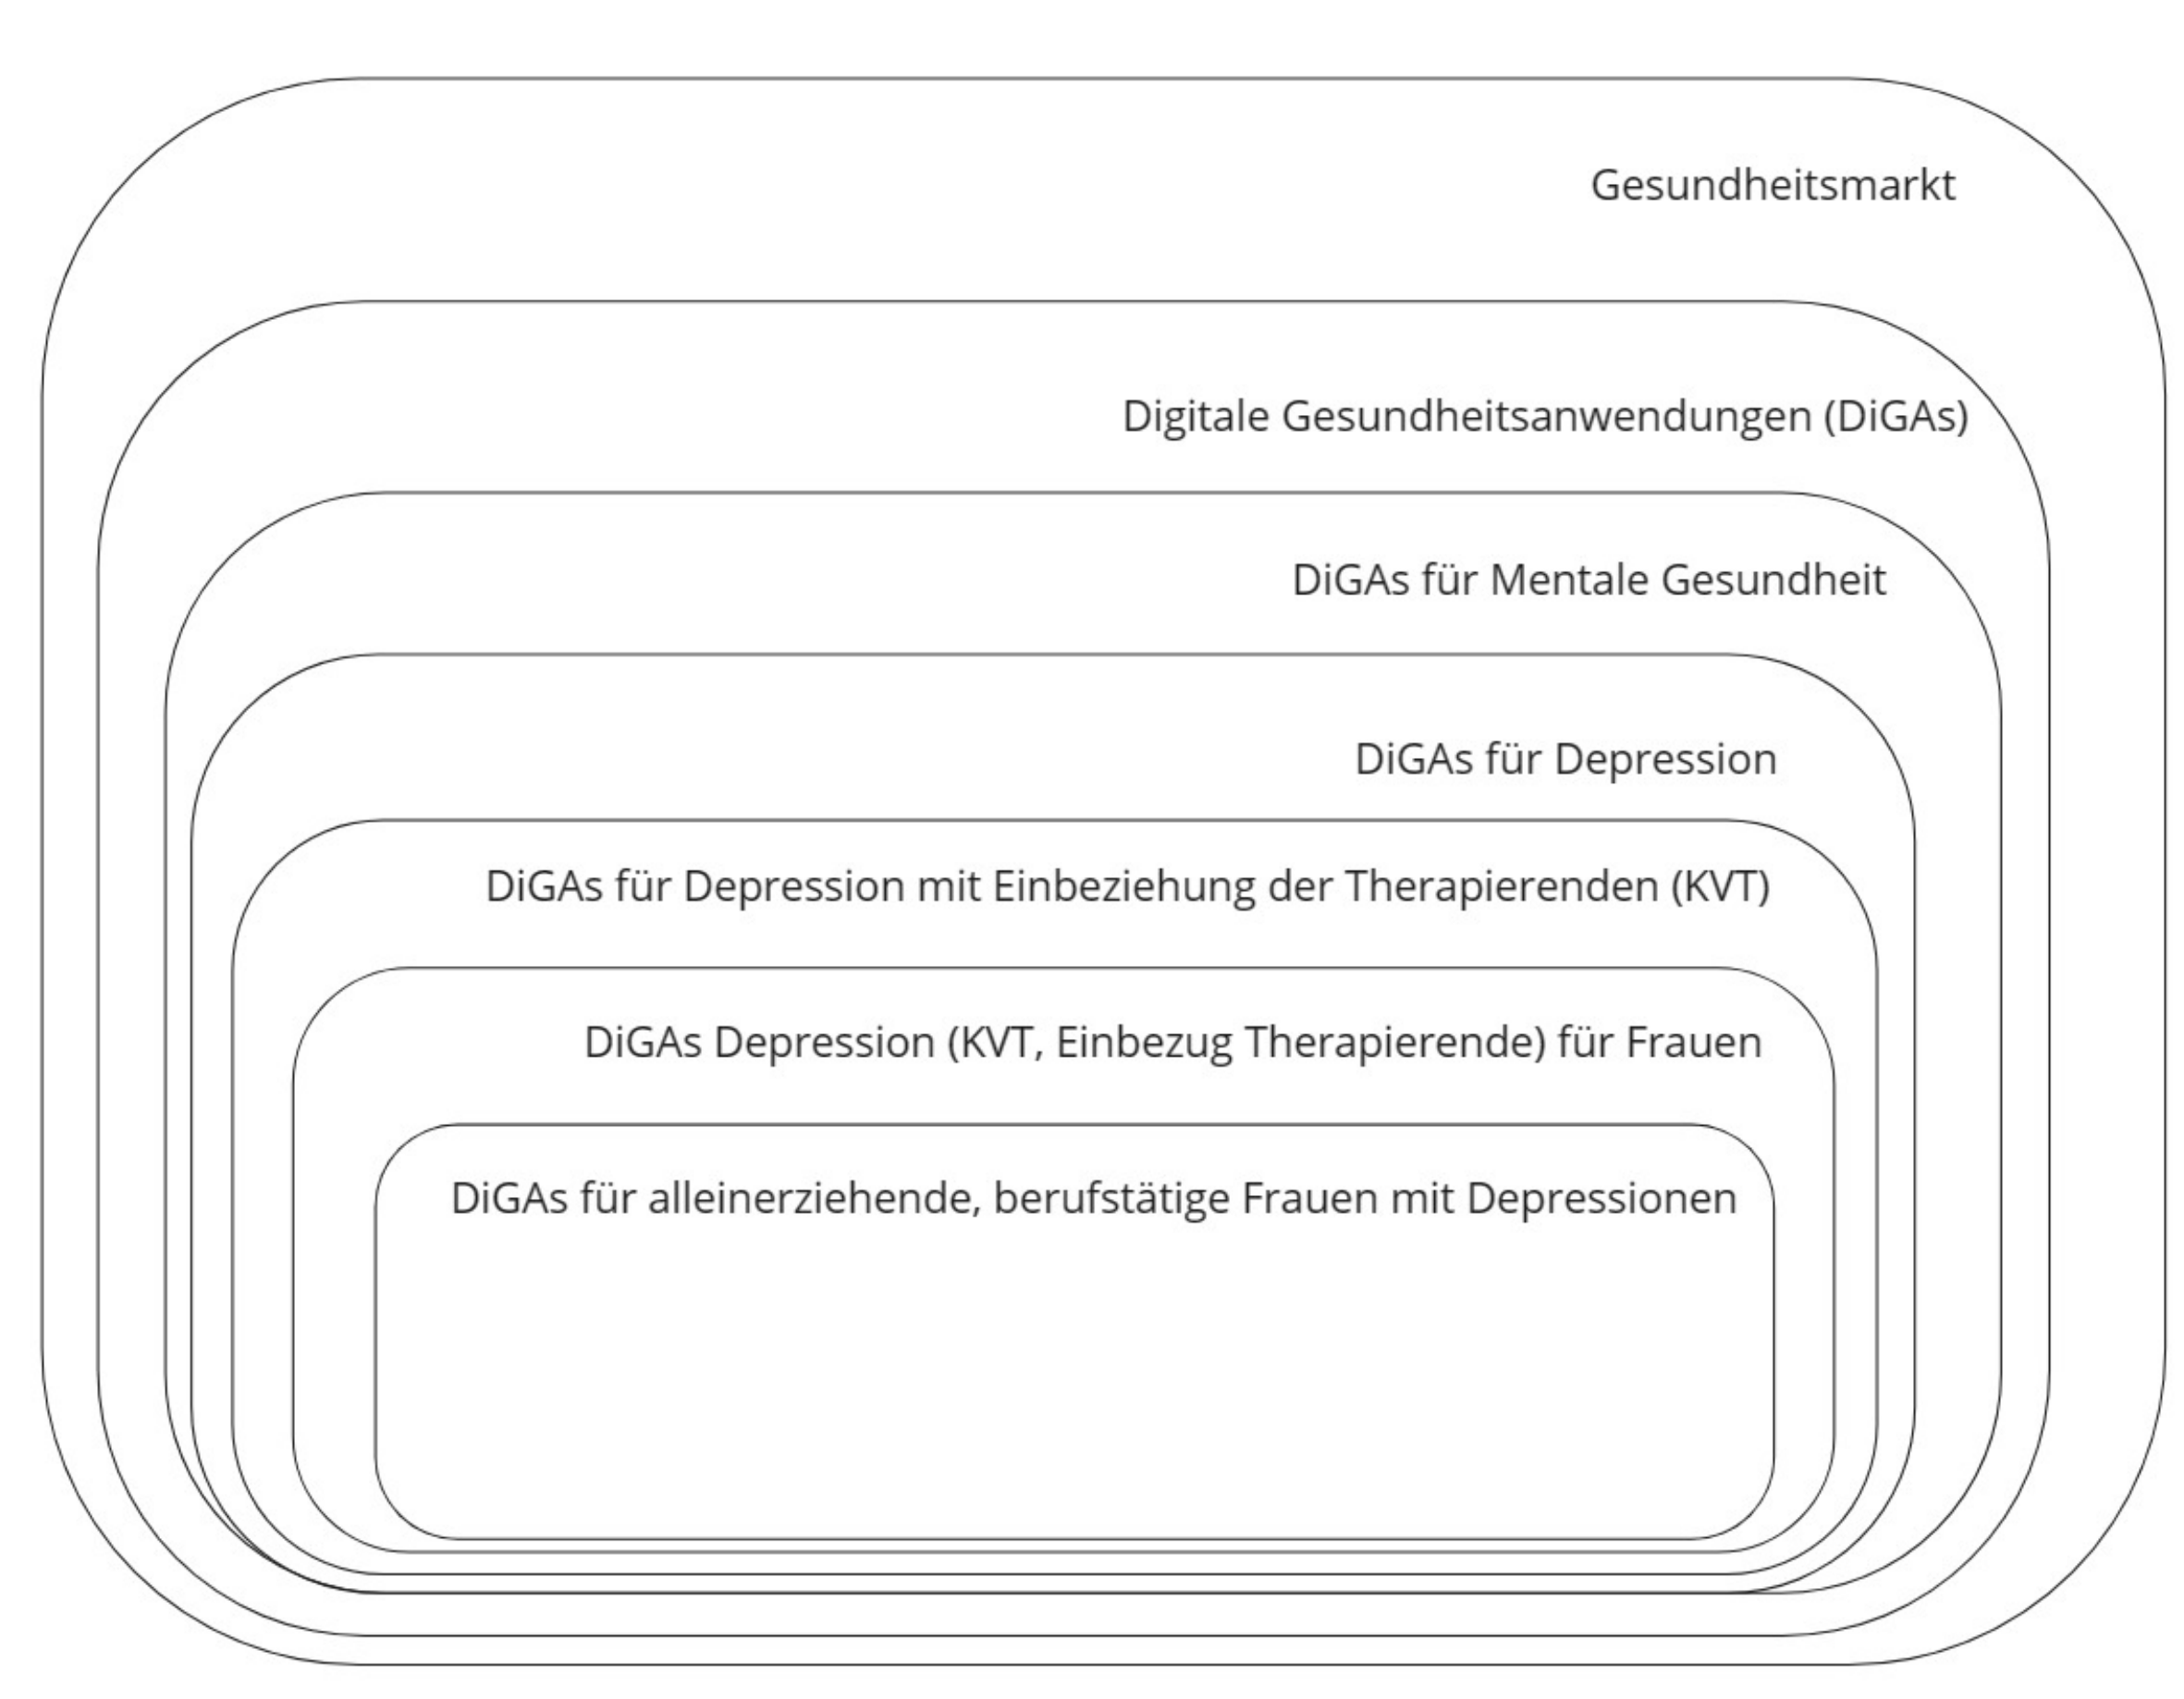 Gesundheitsmarkt
Digitale Gesundheitsanwendungen (DiGAs)
DiGAs für Mentale Gesundheit
DiGAs für Depression
DiGAs für Depression mit Einbeziehung der Therapierenden (KVT)
DiGAs Depression (KVT, Einbezug Therapierende) für Frauen
DiGAs für alleinerziehende, berufstätige Frauen mit Depressionen